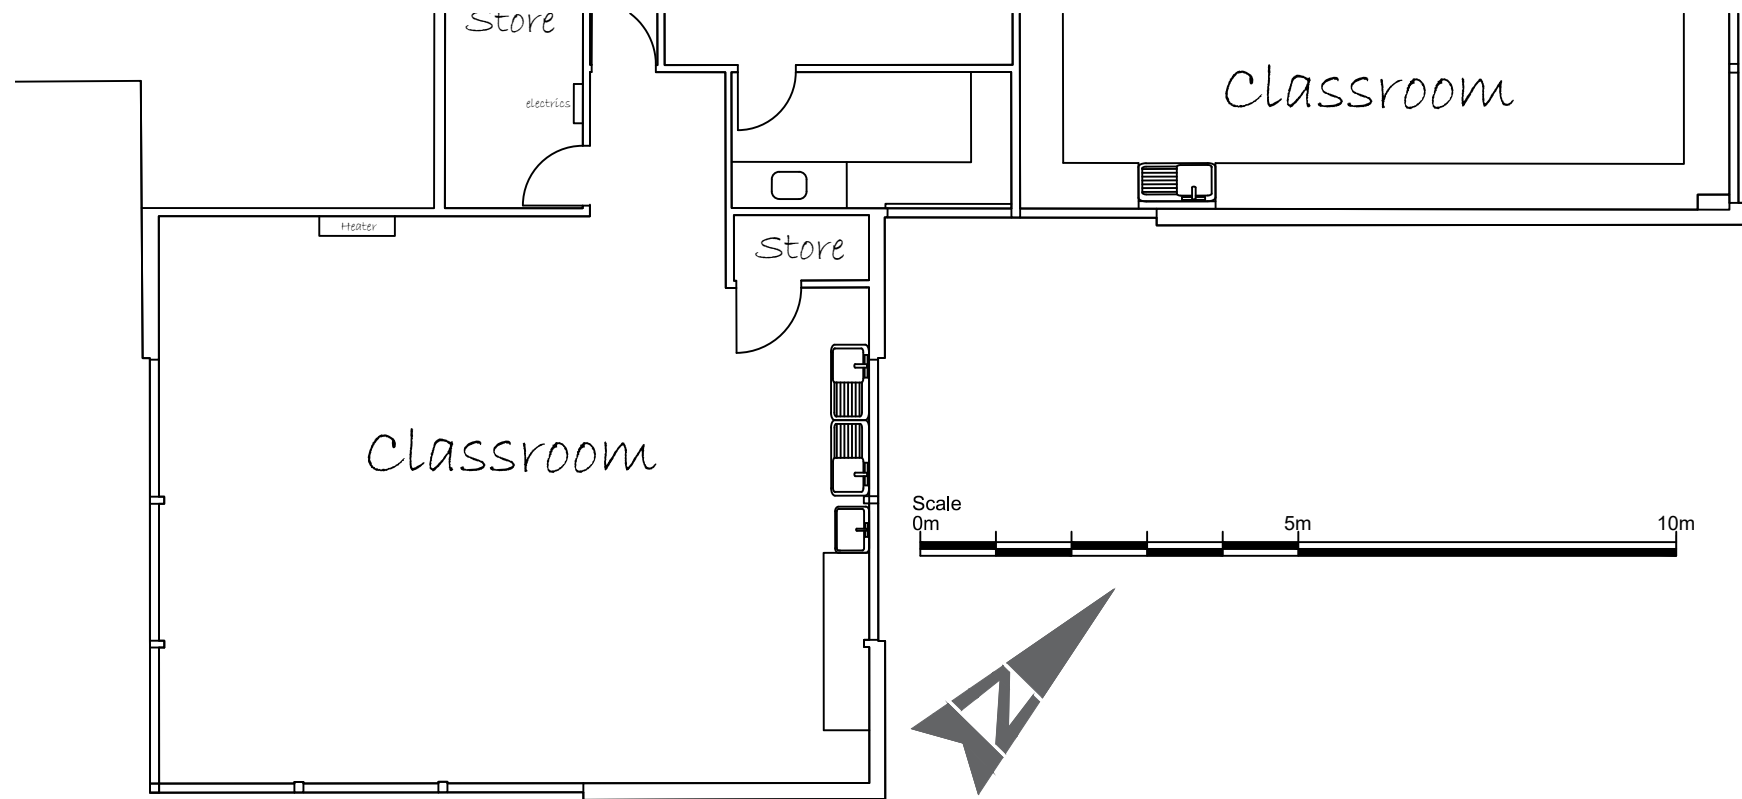 Store
electrics
Classroom
Heater
Store
Classroom
Scale
0m 5m 10m
N